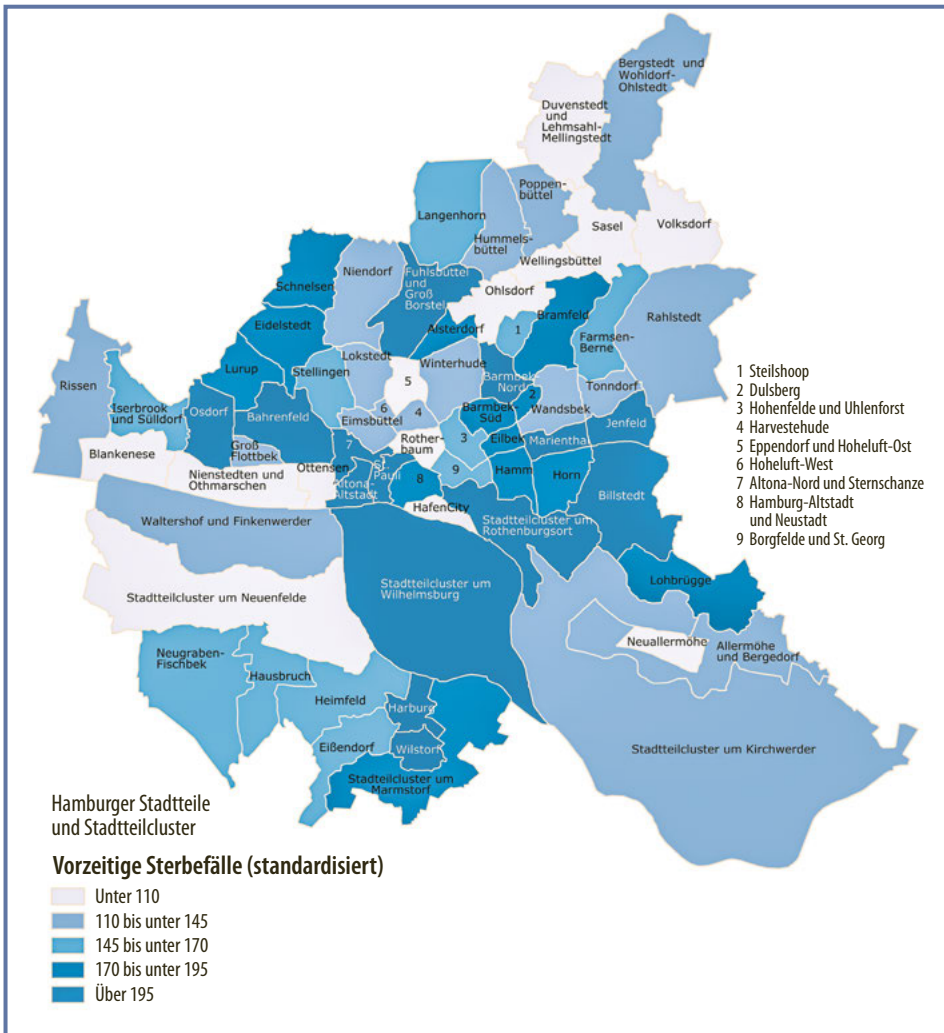 Bergstedt und
Wohldorf-
Ohlstedt
Duvenstedt
und
Lehmsahl-
Mellingstedt
Poppen-
büttel
Langenhorn
Hummels-
büttel
Sasel
Volksdorf
Wellingsbüttel
Niendorf
Fuhlsbüttel
und
Groß
Borstel
Schnelsen
Ohlsdorf
Bramfeld
Rahlstedt
Eidelstedt
Alsterdorf
1
Farmsen-
Berne
Lokstedt
Winterhude
Lurup
Stellingen
Barmbek-
Nord
Tonndorf
Rissen
5
2
Iserbrook
und Sülldorf
Osdorf
Bahrenfeld
6
4
Barmbek-
Süd
Wandsbek
Jenfeld
Eimsbüttel
Groß
Flottbek
7
Rother-
baum
3
Eilbek
Marienthal
Blankenese
Ottensen
St.
Pauli
9
Hamm
Horn
Nienstedten und
Othmarschen
Altona-
Altstadt
8
Billstedt
HafenCity
Waltershof und Finkenwerder
Stadtteilcluster um
Rothenburgsort
Stadtteilcluster um
Wilhelmsburg
Lohbrügge
Stadtteilcluster um Neuenfelde
Neuallermöhe
Allermöhe
und Bergedorf
Neugraben-
Fischbek
Hausbruch
Heimfeld
Harburg
Eißendorf
Wilstorf
Stadtteilcluster um Kirchwerder
Stadteilcluster um
Marmstorf
1 Steilshoop
2 Dulsberg
3 Hohenfelde und Uhlenforst
4 Harvestehude
5 Eppendorf und Hoheluft-Ost
6 Hoheluft-West
7 Altona-Nord und Sternschanze
8 Hamburg-Altstadt
und Neustadt
9 Borgfelde und St. Georg
Hamburger Stadtteile
und Stadtteilcluster
Vorzeitige Sterbefälle (standardisiert)
Unter 110
110 bis unter 145
145 bis unter 170
170 bis unter 195
Über 195